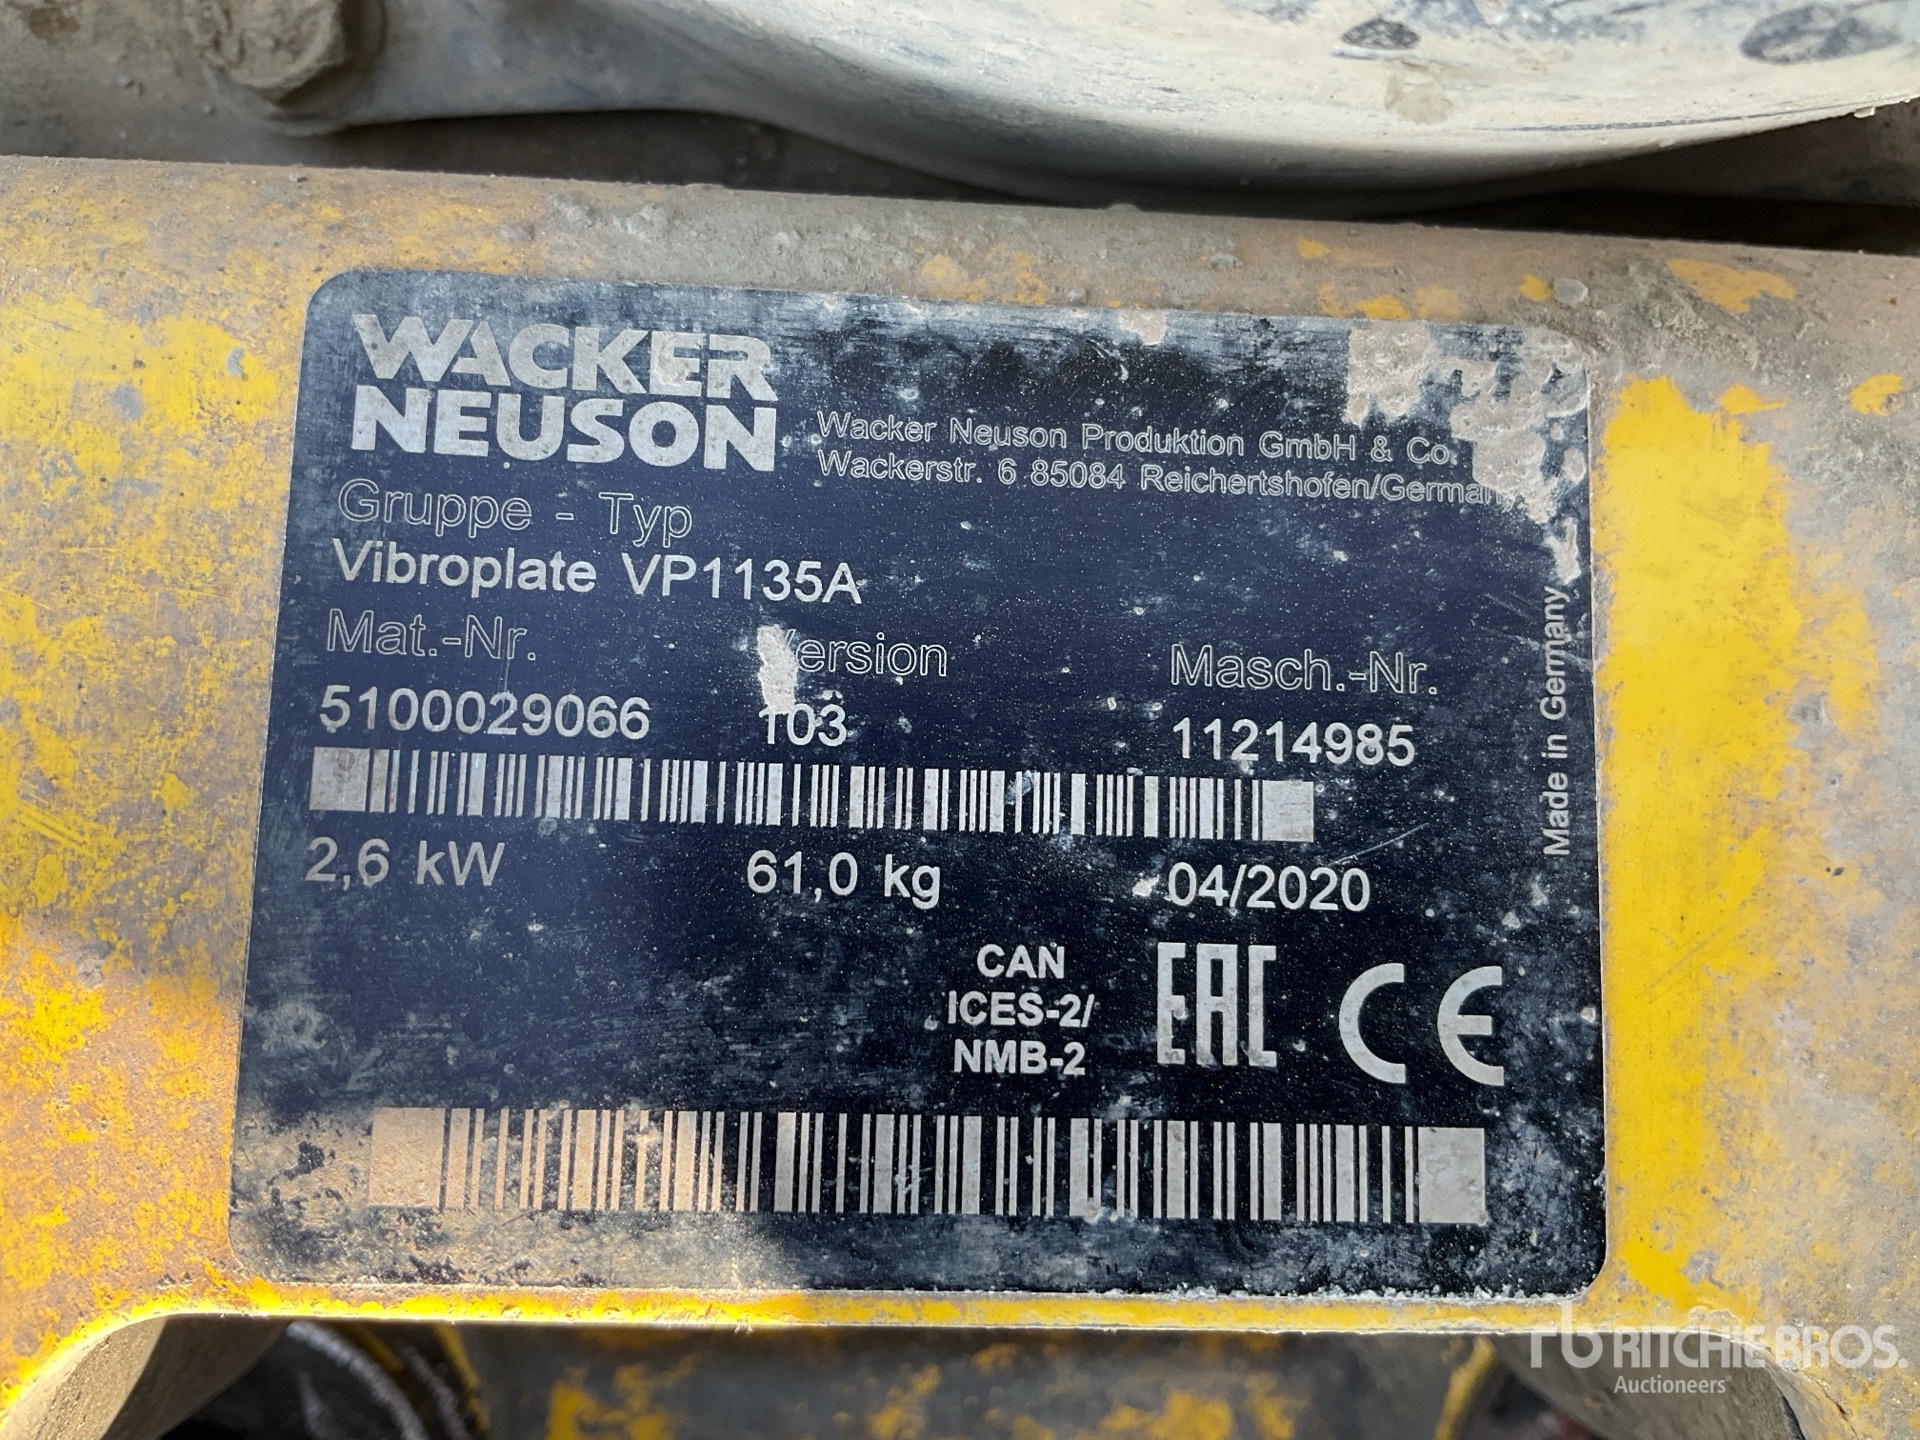 WACKER
NEUSON
Wacker Neuson Produktion GmbH & Co.
Wackerstr. 6 85084 Reichertshofen/German
Gruppe - Typ
Vibroplate VP1135A
Mat.-Nr. Version Masch.-Nr.
5100029066 103 11214985
2,6 kW 61,0 kg 04/2020
Made in Germany
CAN
ICES-2/
NMB-2
EAC CE
rb RITCHIE BROS.
Auctioneers